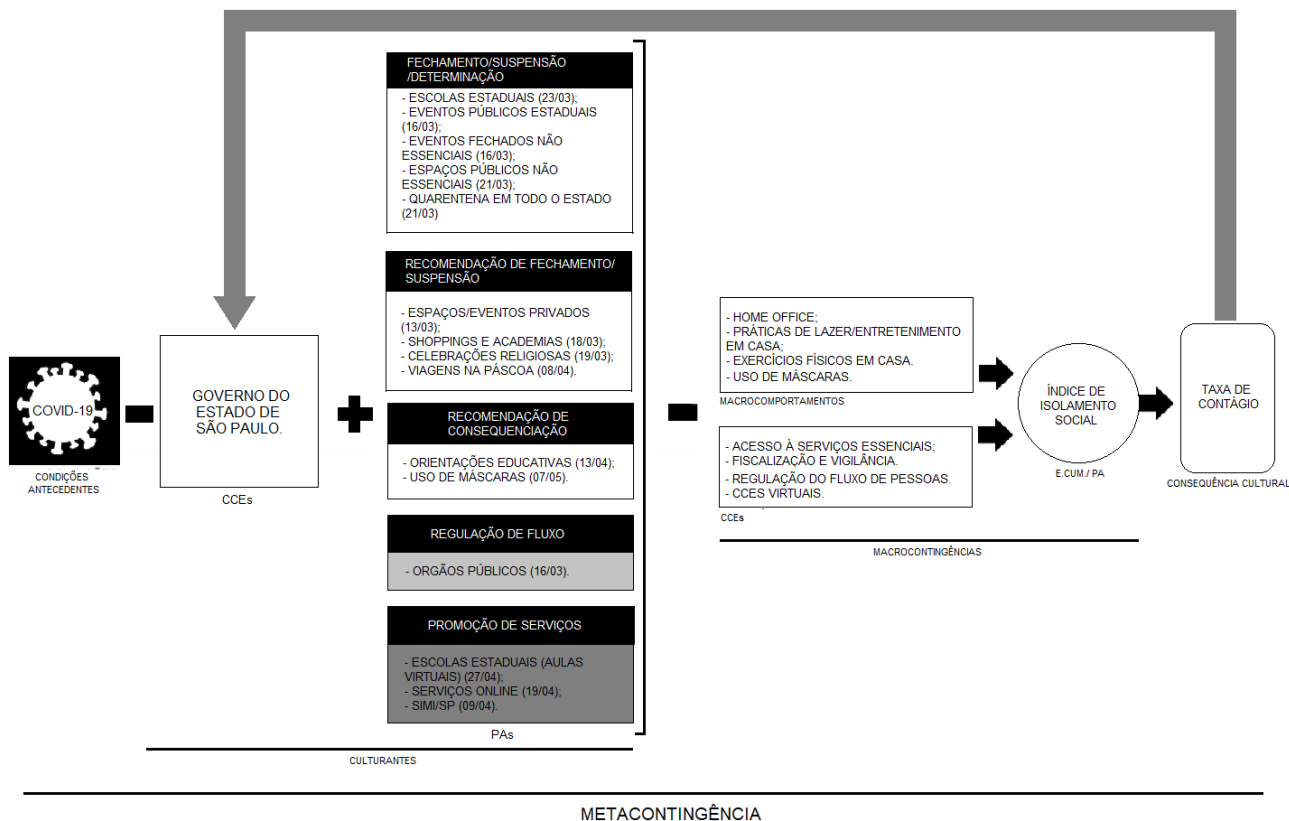 FECHAMENTO/SUSPENSÃO
/DETERMINAÇÃO
- ESCOLAS ESTADUAIS (23/03);
- EVENTOS PÚBLICOS ESTADUAIS
(16/03);
- EVENTOS FECHADOS NÃO
ESSENCIAIS (16/03);
- ESPAÇOS PÚBLICOS NÃO
ESSENCIAIS (21/03);
- QUARENTENA EM TODO O ESTADO
(21/03)
RECOMENDAÇÃO DE FECHAMENTO/
SUSPENSÃO
- ESPAÇOS/EVENTOS PRIVADOS
(13/03);
- SHOPPINGS E ACADEMIAS (18/03);
- CELEBRAÇÕES RELIGIOSAS (19/03);
- VIAGENS NA PÁSCOA (08/04).
RECOMENDAÇÃO DE
CONSEQUENCIAÇÃO
- ORIENTAÇÕES EDUCATIVAS (13/04);
- USO DE MÁSCARAS (07/05).
REGULAÇÃO DE FLUXO
- ORGÃOS PÚBLICOS (16/03).
PROMOÇÃO DE SERVIÇOS
- ESCOLAS ESTADUAIS (AULAS
VIRTUAIS) (27/04);
- SERVIÇOS ONLINE (19/04);
- SIMI/SP (09/04).
PAs
COVID-19
CONDIÇÕES
ANTECEDENTES
GOVERNO DO
ESTADO DE
SÃO PAULO.
CCEs
CULTURANTES
- HOME OFFICE;
- PRÁTICAS DE LAZER/ENTRETENIMENTO
EM CASA;
- EXERCÍCIOS FÍSICOS EM CASA.
- USO DE MÁSCARAS.
MACROCOMPORTAMENTOS
- ACESSO À SERVIÇOS ESSENCIAIS;
- FISCALIZAÇÃO E VIGILÂNCIA.
- REGULAÇÃO DO FLUXO DE PESSOAS.
- CCES VIRTUAIS.
CCEs
MACROCONTINGÊNCIAS
ÍNDICE DE
ISOLAMENTO
SOCIAL
E.CUM./ PA
TAXA DE
CONTÁGIO
CONSEQUÊNCIA CULTURAL
METACONTINGÊNCIA